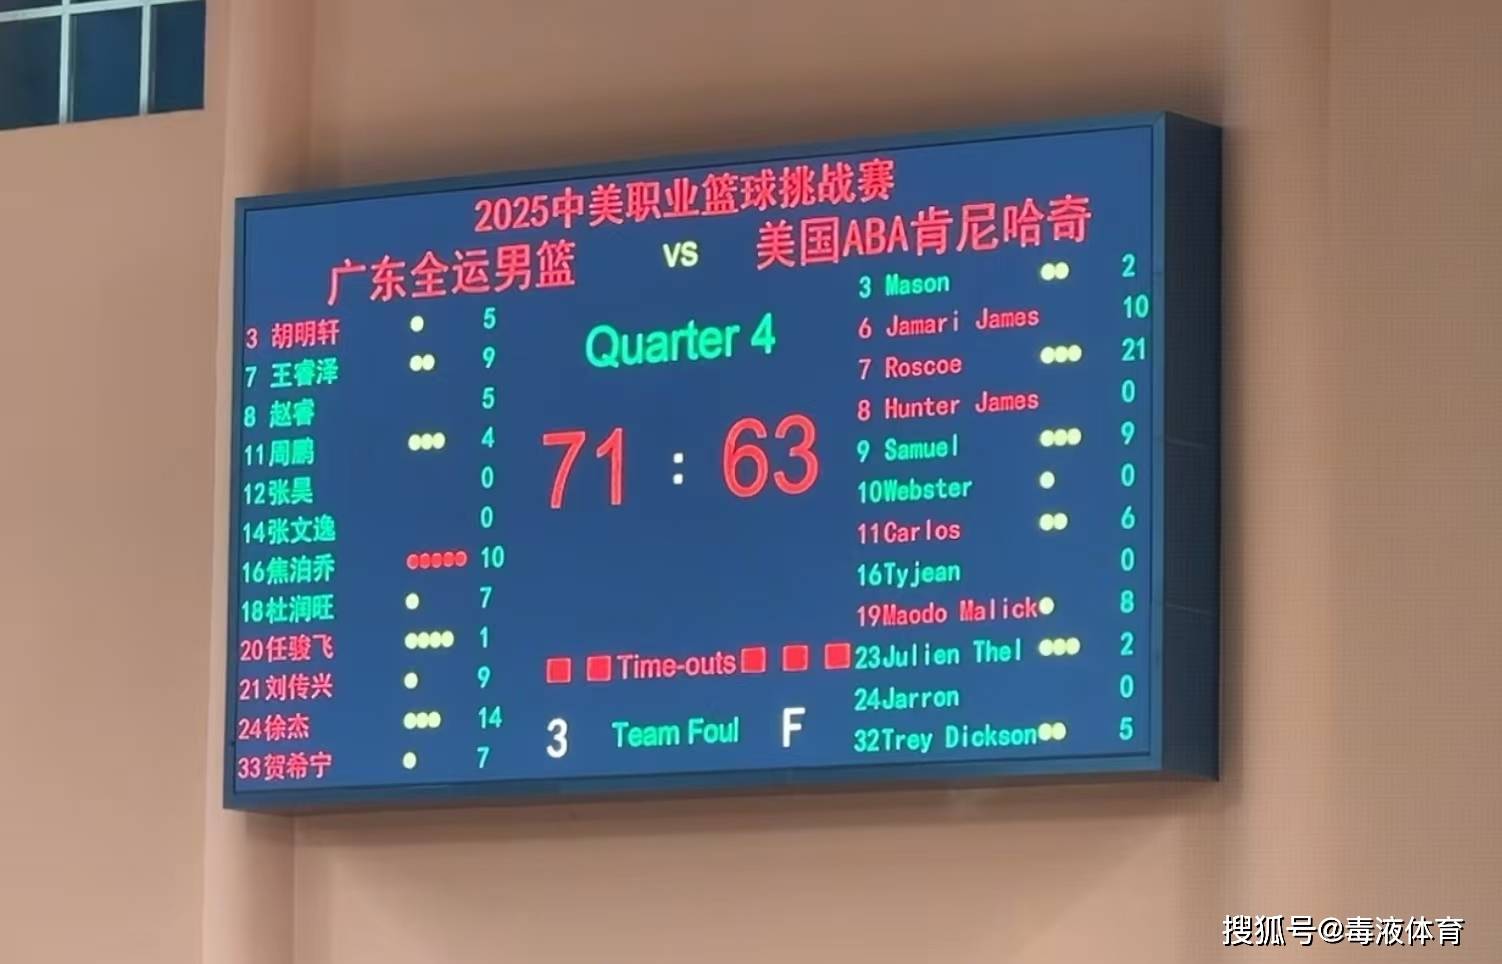 2025中美职业篮球挑战赛
广东全运男篮 VS 美国ABA肯尼哈奇
Quarter 4
71 : 63
3 胡明轩 5
7 王睿泽 9
8 赵睿 5
11周鹏 4
12张昊 0
14张文逸 0
16焦泊乔 10
18杜润旺 7
20任骏飞 1
21刘传兴 9
24徐杰 14
33贺希宁 7
Time-outs
3 Team Foul F
3 Mason 2
6 Jamari James 10
7 Roscoe 21
8 Hunter James 0
9 Samuel 9
10Webster 0
11Carlos 6
16Tyjean 0
19Maodo Malick 8
23Julien Thel 2
24Jarron 0
32Trey Dickson 5
搜狐号@毒液体育